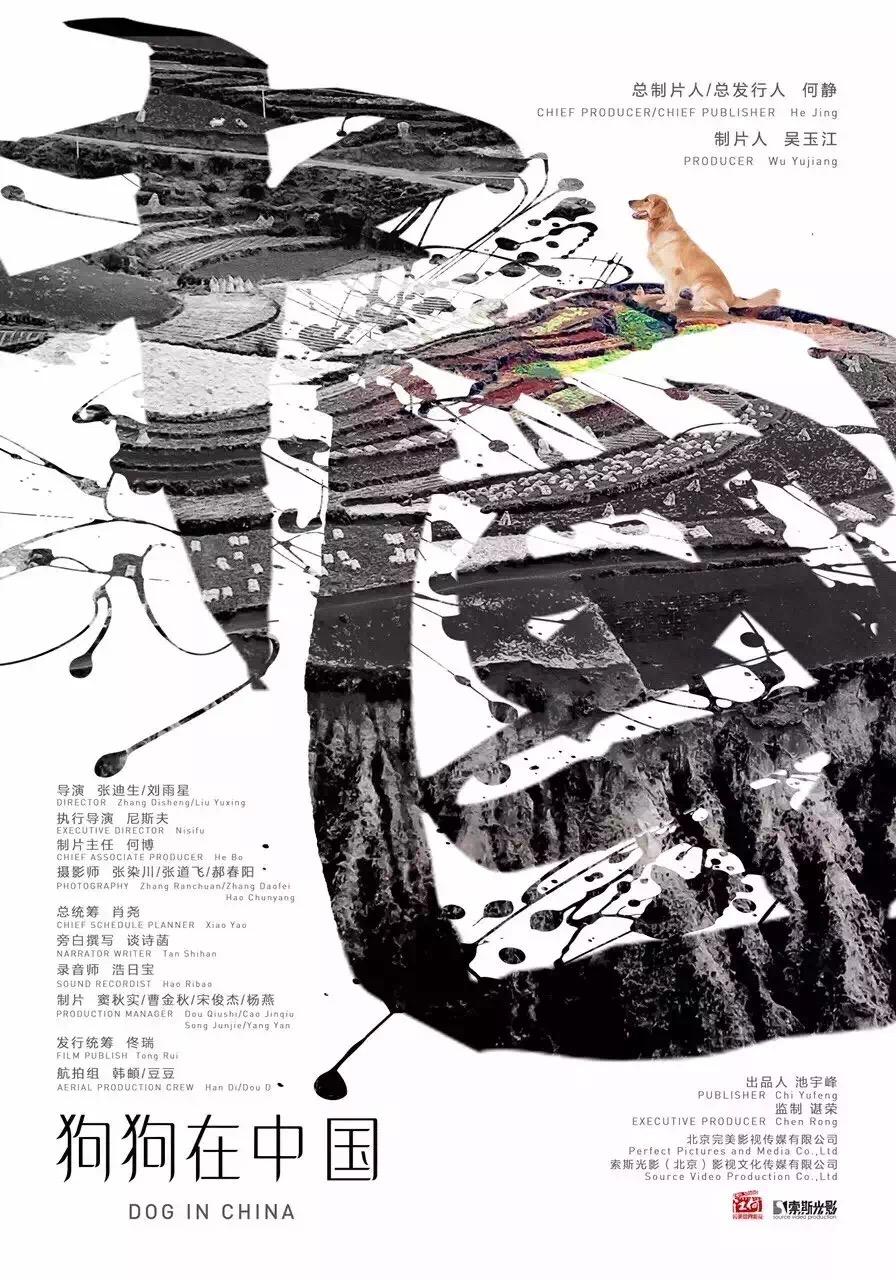 总制片人/总发行人 何静
CHIEF PRODUCER/CHIEF PUBLISHER He Jing
制片人 吴玉江
PRODUCER Wu Yujiang
导演 张迪生/刘雨星
DIRECTOR Zhang Disheng/Liu Yuxing
执行导演 尼斯夫
EXECUTIVE DIRECTOR Nisifu
制片主任 何博
CHIEF ASSOCIATE PRODUCER He Bo
摄影师 张染川/张道飞/郝春阳
PHOTOGRAPHY Zhang Ranchuan/Zhang Daofei
Hao Chunyang
总统筹 肖尧
CHIEF SCHEDULE PLANNER Xiao Yao
旁白撰写 谈诗菡
NARRATOR WRITER Tan Shihan
录音师 浩日宝
SOUND RECORDIST Hao Ribao
制片 窦秋实/曹金秋/宋俊杰/杨燕
PRODUCTION MANAGER Dou Qiushi/Cao Jinqiu
Song Junjie/Yang Yan
发行统筹 佟瑞
FILM PUBLISH Tong Rui
航拍组 韩頔/豆豆
AERIAL PRODUCTION CREW Han Di/Dou D
狗狗在中国
DOG IN CHINA
出品人 池宇峰
PUBLISHER Chi Yufeng
监制 谌荣
EXECUTIVE PRODUCER Chen Rong
北京完美影视传媒有限公司
Perfect Pictures and Media Co.,Ltd
索斯光影（北京）影视文化传媒有限公司
Source Video Production Co.,Ltd
索斯光影
source video production